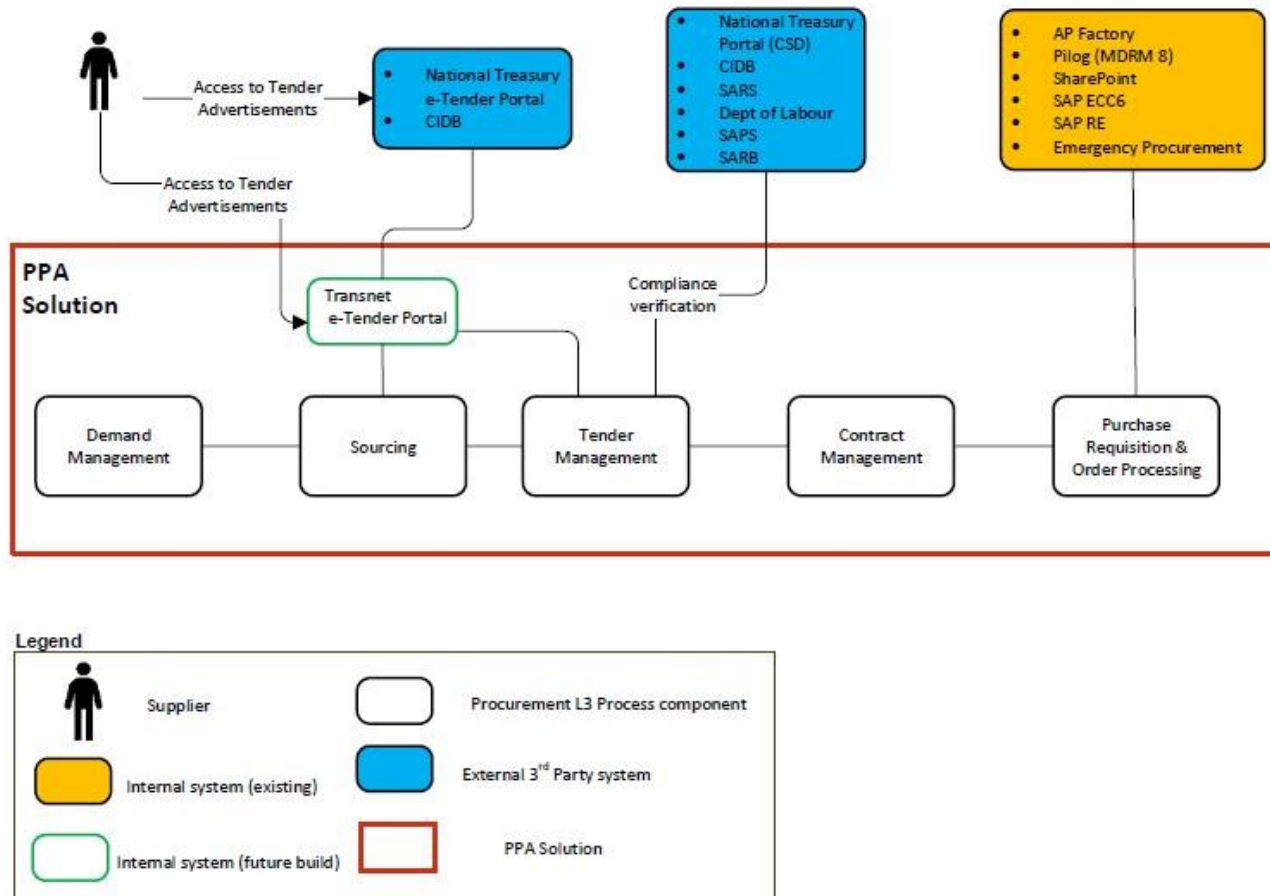 Access to Tender
Advertisements
• National Treasury
e-Tender Portal
• CIDB
• National Treasury
Portal (CSD)
• CIDB
• SARS
• Dept of Labour
• SAPS
• SARB
• AP Factory
• Pilog (MDRM 8)
• SharePoint
• SAP ECC6
• SAP RE
• Emergency Procurement
Access to Tender
Advertisements
PPA
Solution
Transnet
e-Tender Portal
Compliance
verification
Demand
Management
Sourcing
Tender
Management
Contract
Management
Purchase
Requisition &
Order Processing
Legend
Supplier
Procurement L3 Process component
Internal system (existing)
External 3rd Party system
Internal system (future build)
PPA Solution